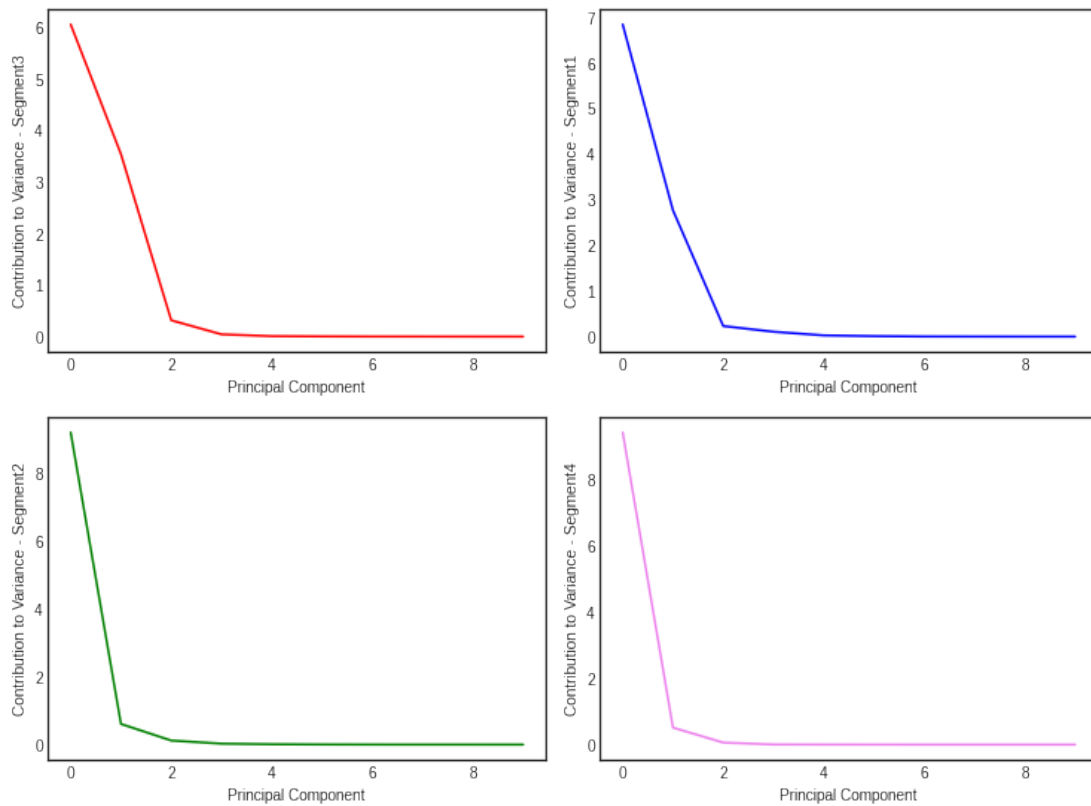 Contribution to Variance - Segment3
6
5
4
3
2
1
0
0 2 4 6 8
Principal Component
Contribution to Variance - Segment1
7
6
5
4
3
2
1
0
0 2 4 6 8
Principal Component
Contribution to Variance - Segment2
8
6
4
2
0
0 2 4 6 8
Principal Component
Contribution to Variance - Segment4
8
6
4
2
0
0 2 4 6 8
Principal Component